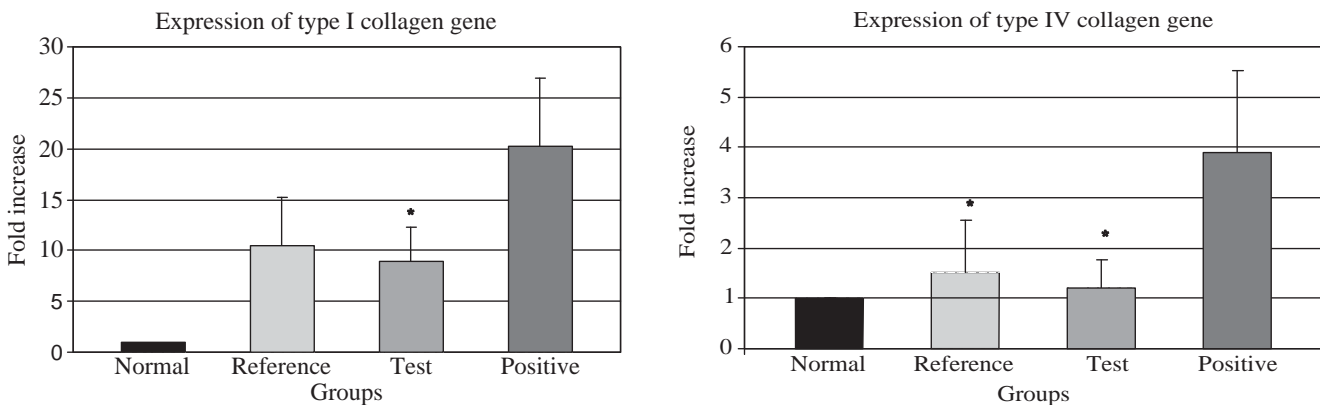 Expression of type I collagen gene
30
25
20
15
10
5
0
Fold increase
*
Normal Reference Test Positive
Groups
Expression of type IV collagen gene
6
5
4
3
2
1
0
Fold increase
*
*
Normal Reference Test Positive
Groups